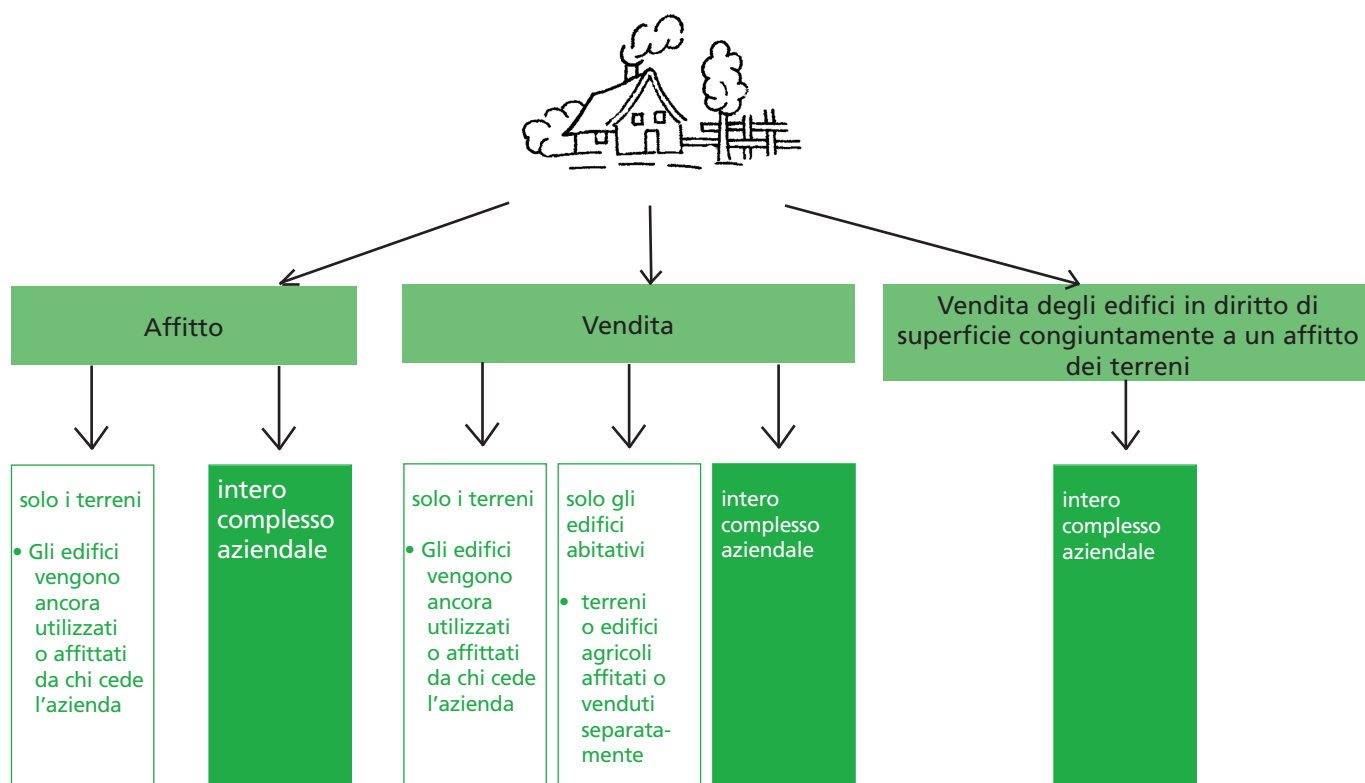 Affitto
Vendita
Vendita degli edifici in diritto di
superficie congiuntamente a un affitto
dei terreni
solo i terreni
• Gli edifici
vengono
ancora
utilizzati
o affittati
da chi cede
l'azienda
intero
complesso
aziendale
solo i terreni
• Gli edifici
vengono
ancora
utilizzati
o affittati
da chi cede
l'azienda
solo gli
edifici
abitativi
• terreni
o edifici
agricoli
affitati o
venduti
separata-
mente
intero
complesso
aziendale
intero
complesso
aziendale